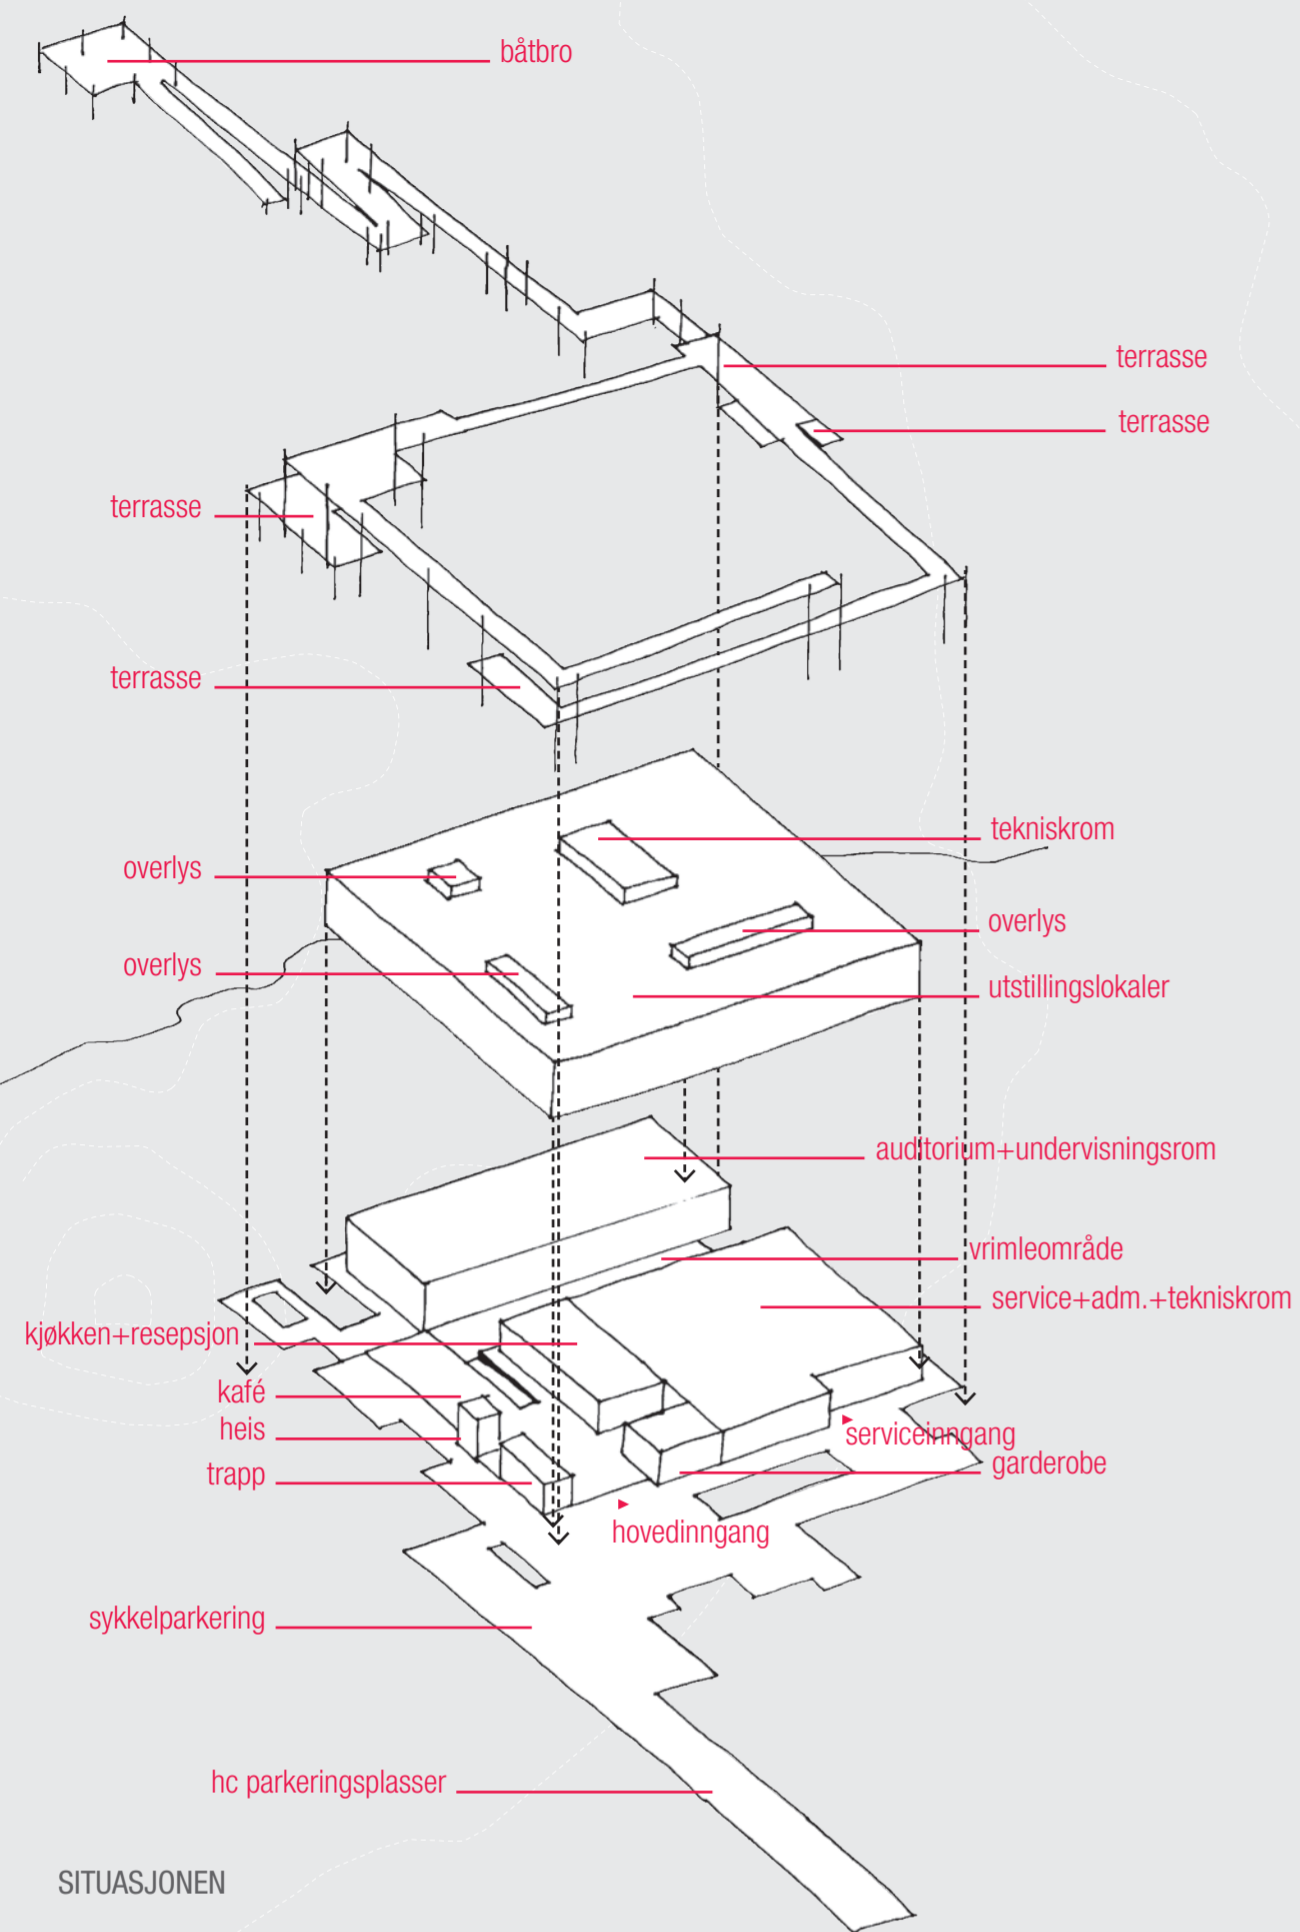 båtbro
terrasse
terrasse
terrasse
terrasse
tekniskrom
overlys
overlys
overlys
utstillingslokaler
auditorium+undervisningsrom
vrimleområde
service+adm.+tekniskrom
kjøkken+resepsjon
kafé
heis
serviceinngang
garderobe
trapp
hovedinngang
sykkelparkering
hc parkeringsplasser
SITUASJONEN